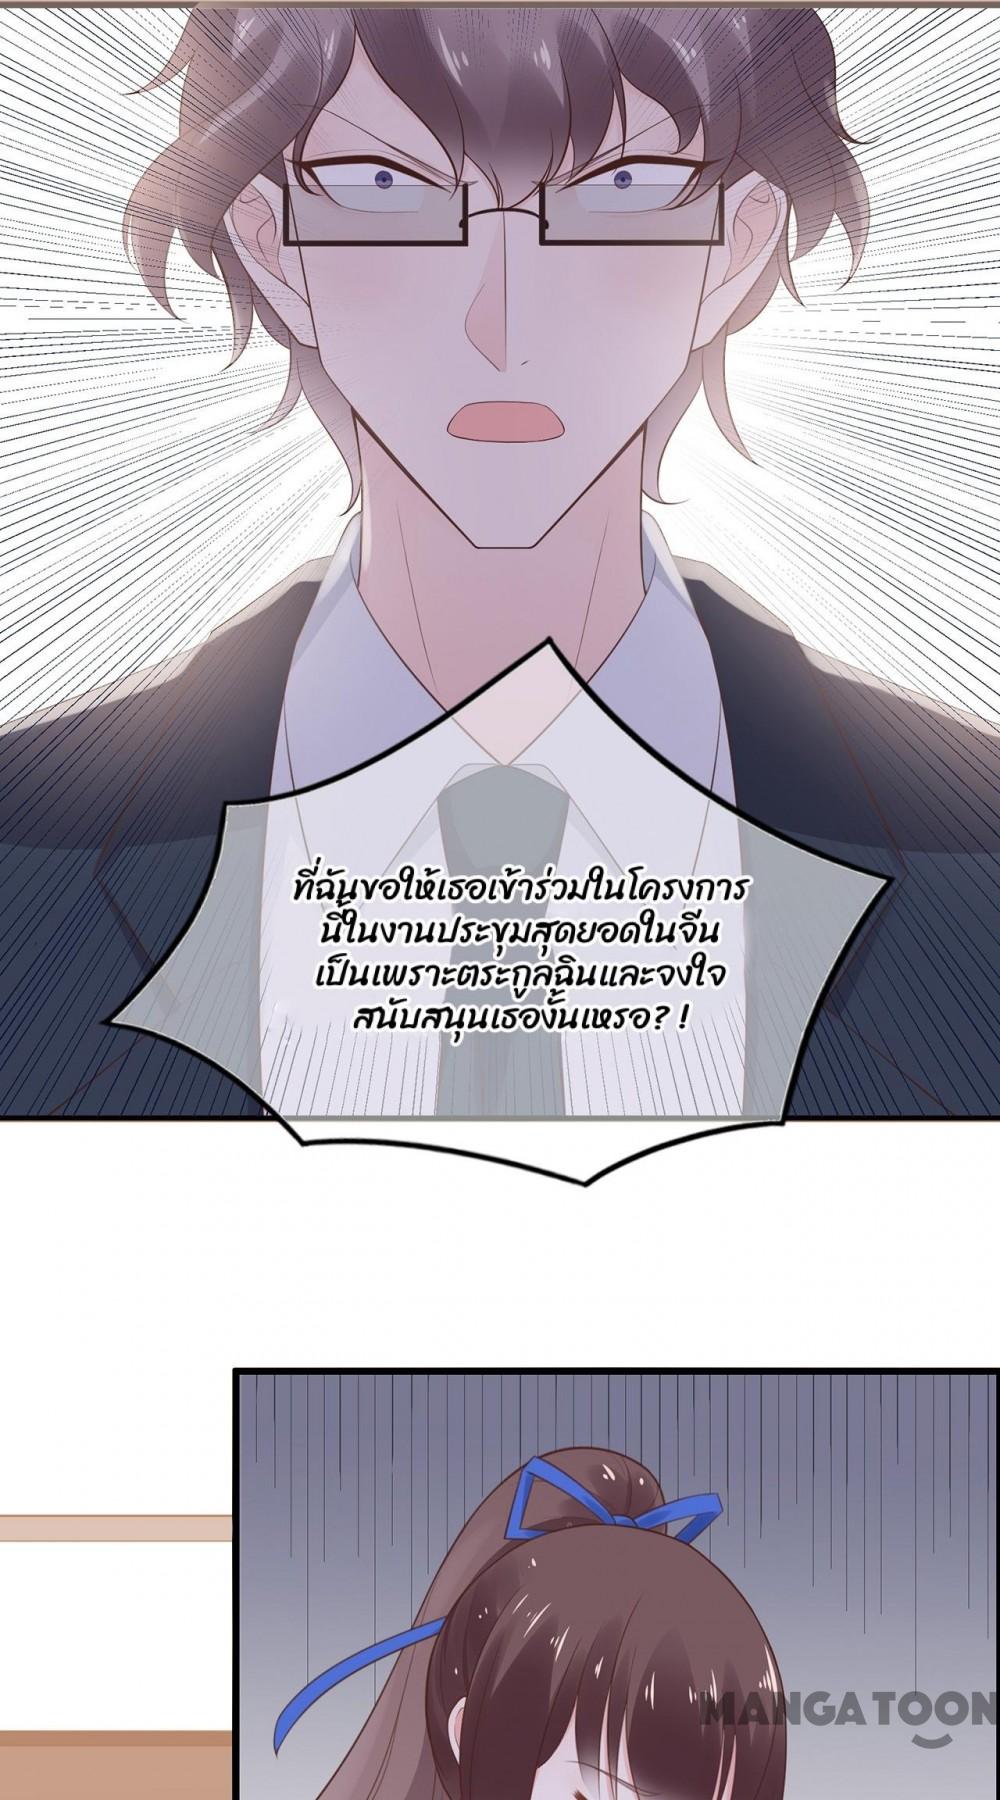 ที่ฉันขอให้เธอเข้าร่วมในโครงการ
นี้ในงานประชุมสุดยอดในจีน
เป็นเพราะตระกูลฉินและจงใจ
สนับสนุนเธองั้นเหรอ? !
MANGATOON